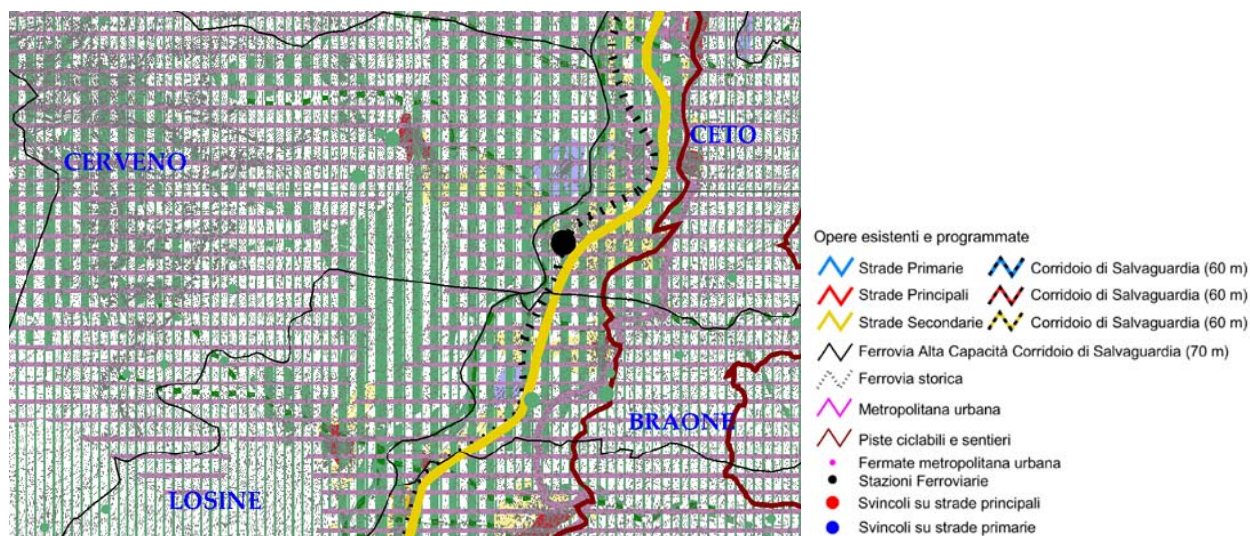 CERVENO
CETO
BRAONE
LOSINE
Opere esistenti e programmate
Strade Primarie Corridoio di Salvaguardia (60 m)
Strade Principali Corridoio di Salvaguardia (60 m)
Strade Secondarie Corridoio di Salvaguardia (60 m)
Ferrovia Alta Capacità Corridoio di Salvaguardia (70 m)
Ferrovia storica
Metropolitana urbana
Piste ciclabili e sentieri
Fermate metropolitana urbana
Stazioni Ferroviarie
Svincoli su strade principali
Svincoli su strade primarie